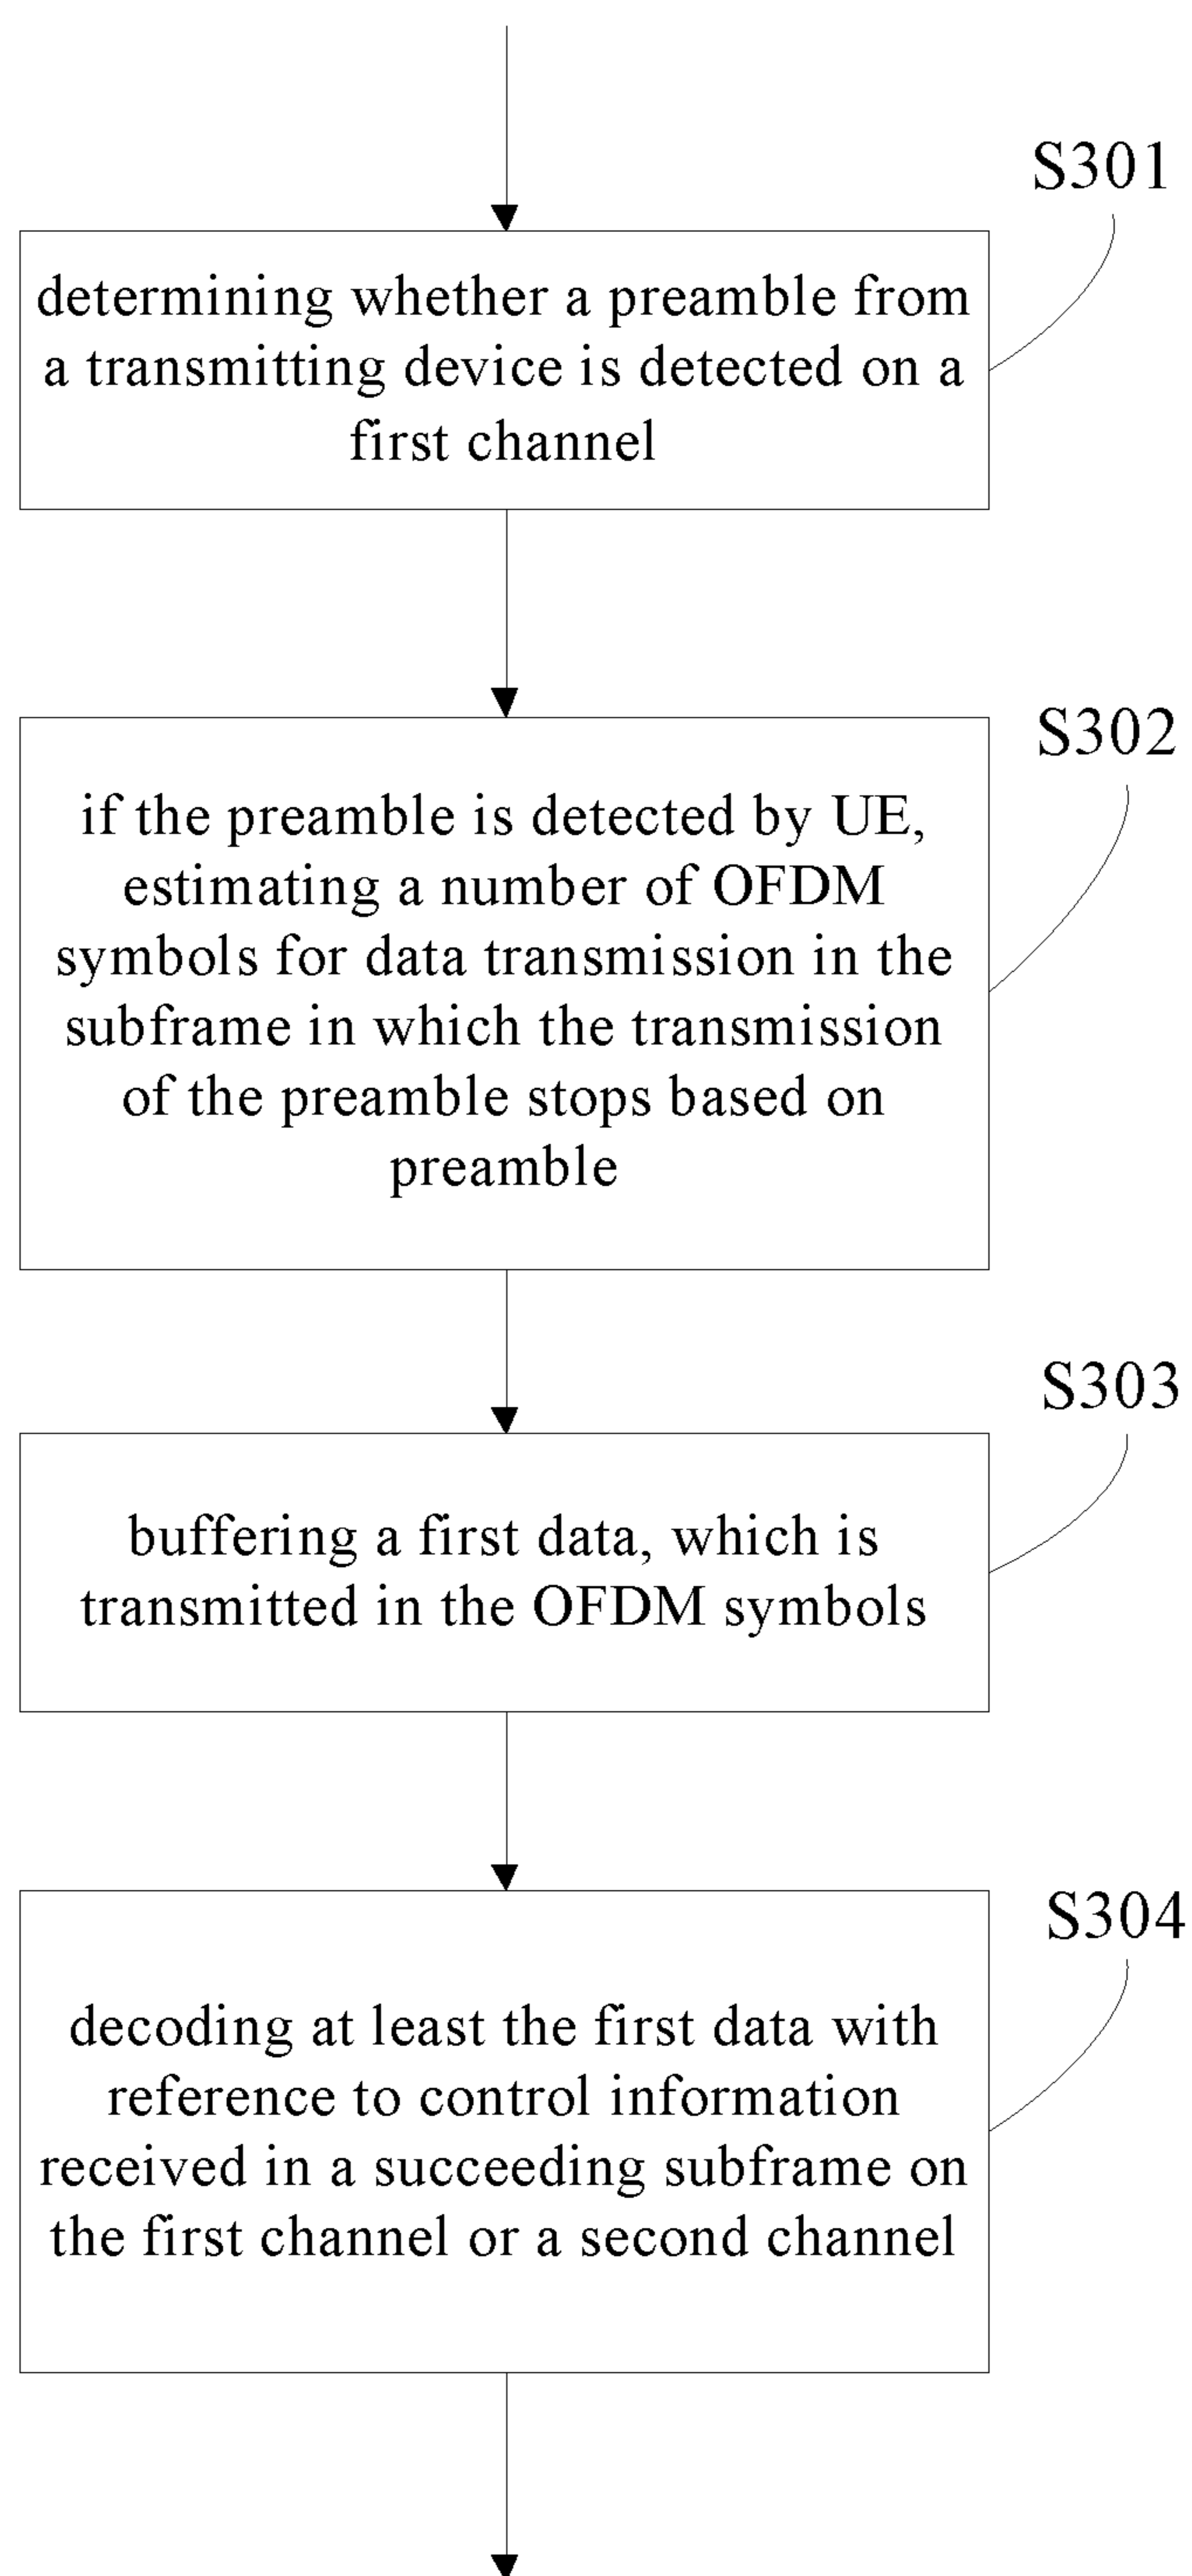 S301
determining whether a preamble from
a transmitting device is detected on a
first channel
S302
if the preamble is detected by UE,
estimating a number of OFDM
symbols for data transmission in the
subframe in which the transmission
of the preamble stops based on
preamble
S303
buffering a first data, which is
transmitted in the OFDM symbols
S304
decoding at least the first data with
reference to control information
received in a succeeding subframe on
the first channel or a second channel